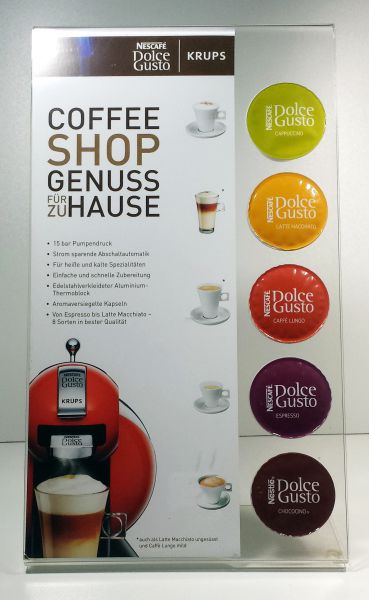 NESCAFÉ
Dolce
Gusto
KRUPS
COFFEE
SHOP
GENUSS
FÜR
ZU HAUSE
• 15 bar Pumpendruck
• Strom sparende Abschaltautomatik
• Für heiße und kalte Spezialitäten
• Einfache und schnelle Zubereitung
• Edelstahlverkleideter Aluminium-
Thermoblock
• Aromaversiegelte Kapseln
• Von Espresso bis Latte Macchiato –
8 Sorten in bester Qualität
NESCAFÉ
Dolce
Gusto
KRUPS
NESCAFÉ
Dolce
Gusto
*auch als Latte Macchiato ungesüsst
und Caffè Lungo mild
NESCAFÉ
Dolce
Gusto
CAPPUCCINO
NESCAFÉ
Dolce
Gusto
LATTE MACCHIATO
NESCAFÉ
Dolce
Gusto
CAFFÈ LUNGO
NESCAFÉ
Dolce
Gusto
ESPRESSO
Nestlé
Dolce
Gusto
CHOCOCINO